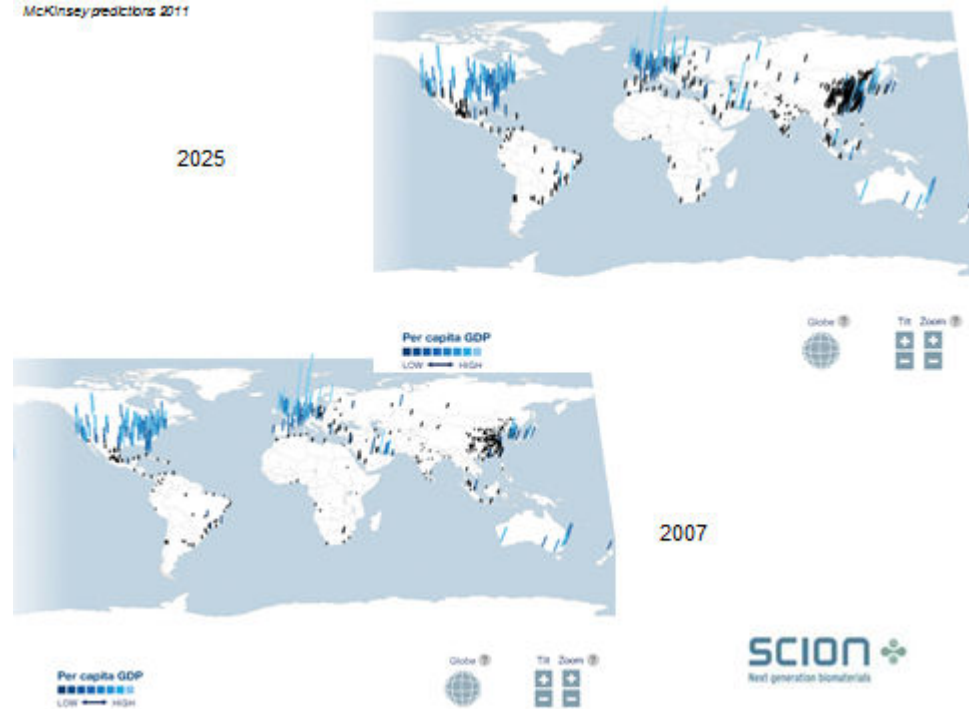 McKinsey predictions 2011
2025
Per capita GDP
LOW HIGH
Globe ?
Tilt Zoom ?
2007
Per capita GDP
LOW HIGH
Globe ?
Tilt Zoom ?
SCION
Next generation biomaterials